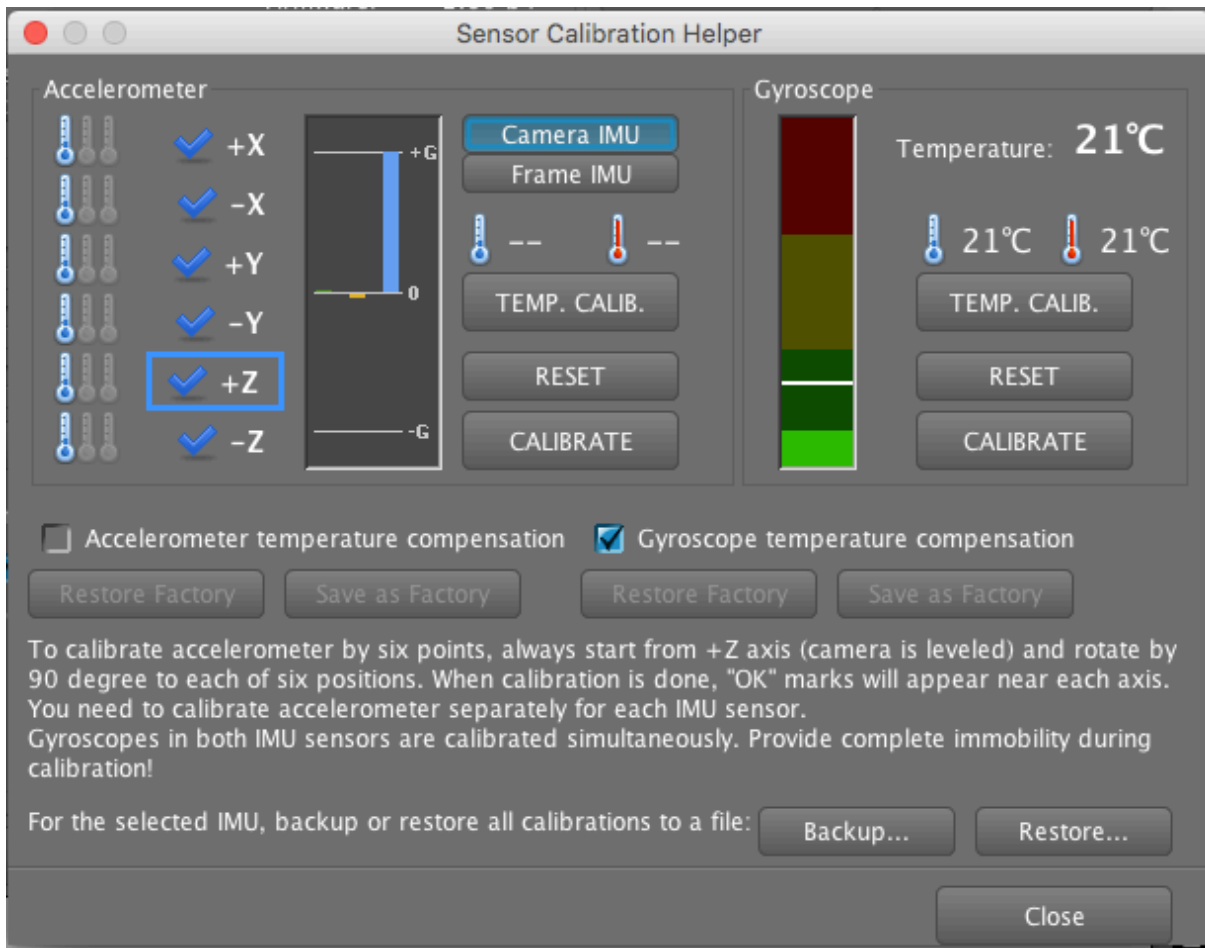 Sensor Calibration Helper
Accelerometer
+X
-X
+Y
-Y
+Z
-Z
+G
0
-G
Camera IMU
Frame IMU
-- --
TEMP. CALIB.
RESET
CALIBRATE
Gyroscope
Temperature: 21℃
21℃ 21℃
TEMP. CALIB.
RESET
CALIBRATE
Accelerometer temperature compensation
Gyroscope temperature compensation
Restore Factory
Save as Factory
Restore Factory
Save as Factory
To calibrate accelerometer by six points, always start from +Z axis (camera is leveled) and rotate by
90 degree to each of six positions. When calibration is done, "OK" marks will appear near each axis.
You need to calibrate accelerometer separately for each IMU sensor.
Gyroscopes in both IMU sensors are calibrated simultaneously. Provide complete immobility during
calibration!
For the selected IMU, backup or restore all calibrations to a file:
Backup...
Restore...
Close